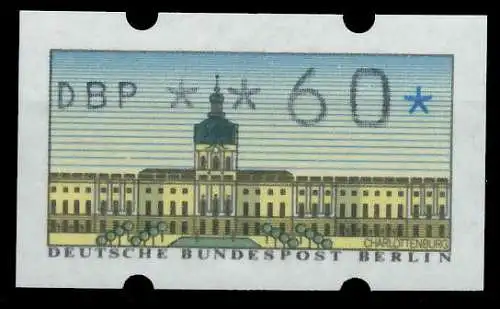 DBP ** 60*
CHARLOTTENBURG
DEUTSCHE BUNDESPOST BERLIN